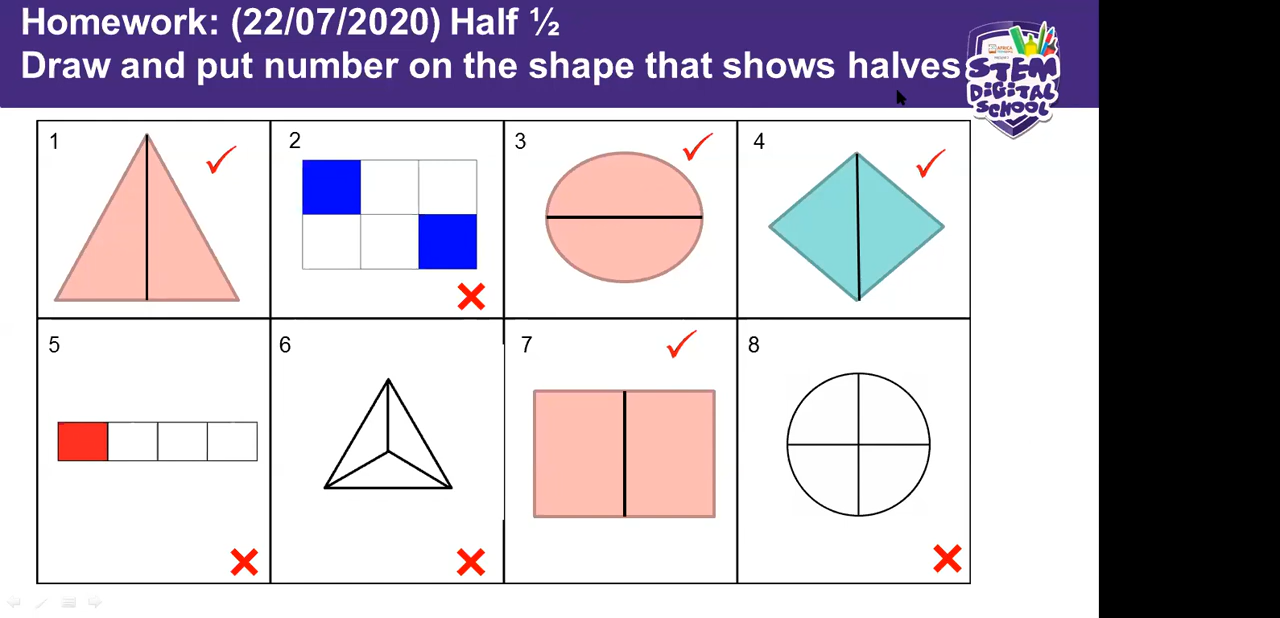 Homework: (22/07/2020) Half ½
Draw and put number on the shape that shows halves
STEM
DIGITAL
SCHOOL
1
2
3
4
5
6
7
8